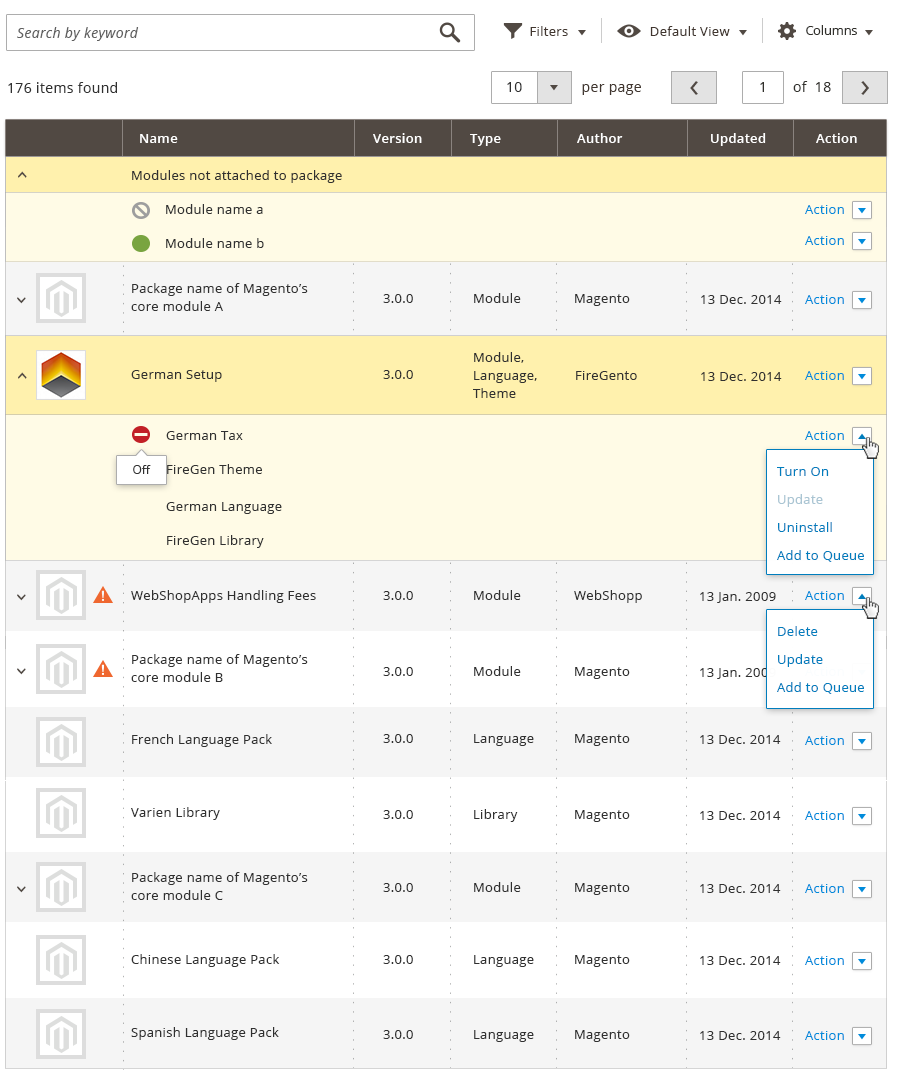 Search by keyword
Filters
Default View
Columns
176 items found
10 per page
1 of 18
Name Version Type Author Updated Action
Modules not attached to package
Module name a Action
Module name b Action
Package name of Magento’s
core module A 3.0.0 Module Magento 13 Dec. 2014 Action
German Setup 3.0.0 Module,
Language,
Theme FireGento 13 Dec. 2014 Action
German Tax Action
Off
FireGen Theme
German Language
FireGen Library
Turn On
Update
Uninstall
Add to Queue
WebShopApps Handling Fees 3.0.0 Module WebShopp 13 Jan. 2009 Action
Delete
Update
Add to Queue
Package name of Magento’s
core module B 3.0.0 Module Magento 13 Jan.
French Language Pack 3.0.0 Language Magento 13 Dec. 2014 Action
Varien Library 3.0.0 Library Magento 13 Dec. 2014 Action
Package name of Magento’s
core module C 3.0.0 Module Magento 13 Dec. 2014 Action
Chinese Language Pack 3.0.0 Language Magento 13 Dec. 2014 Action
Spanish Language Pack 3.0.0 Language Magento 13 Dec. 2014 Action